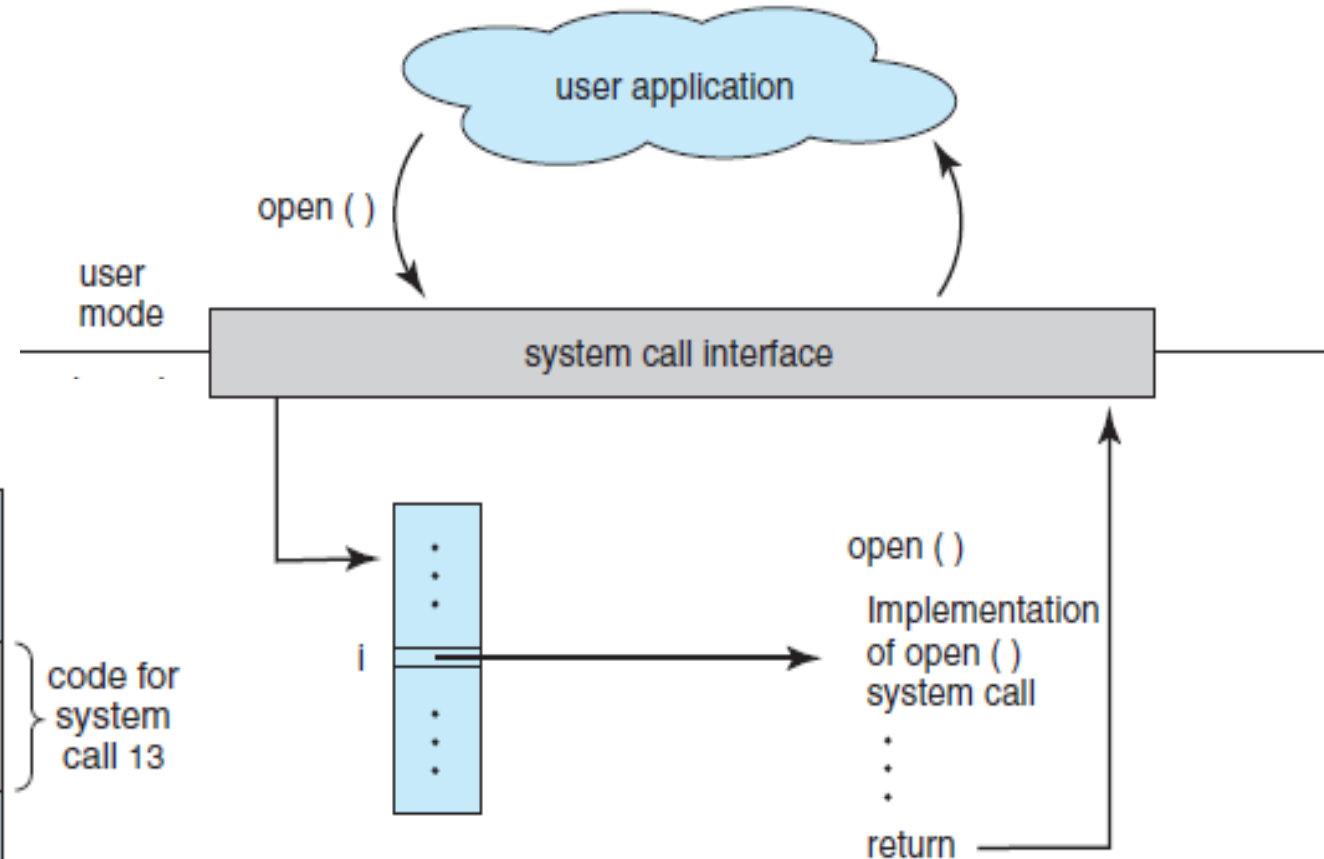 user application
open ( )
user
mode
system call interface
open ( )
Implementation
of open ( )
system call
i
code for
system
call 13
return